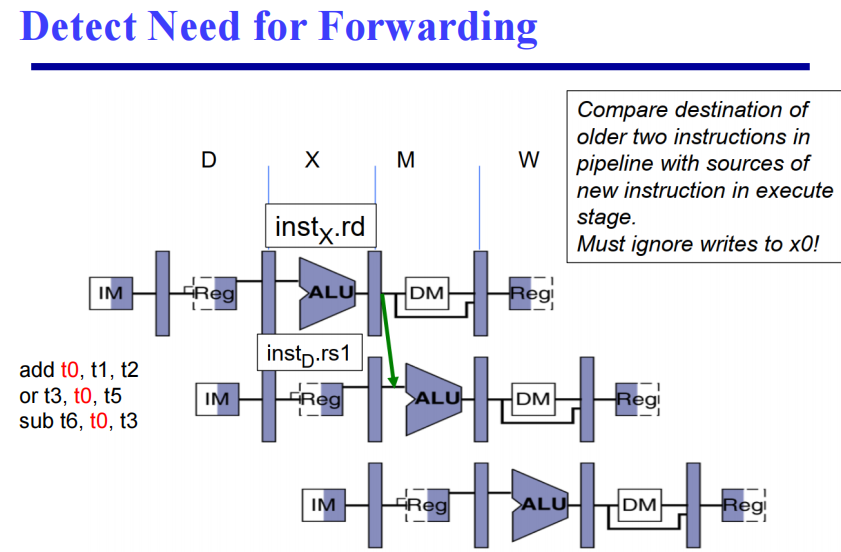 Detect Need for Forwarding
Compare destination of
older two instructions in
pipeline with sources of
new instruction in execute
stage.
Must ignore writes to x0!
D X M W
instX.rd
IM Reg ALU DM Reg
instD.rs1
add t0, t1, t2
or t3, t0, t5
sub t6, t0, t3
IM Reg ALU DM Reg
IM Reg ALU DM Reg